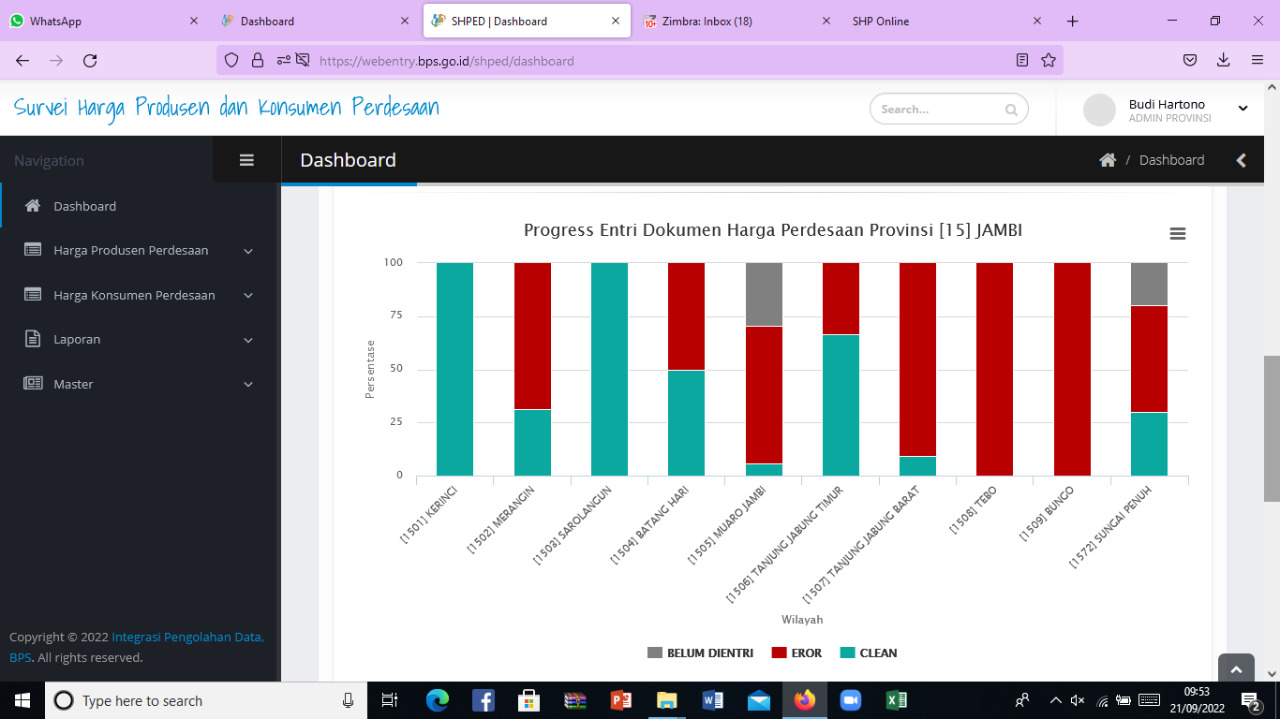 WhatsApp
Dashboard
SHPED | Dashboard
Zimbra: Inbox (18)
SHP Online
https://webentry.bps.go.id/shped/dashboard
Survei Harga Produsen dan Konsumen Perdesaan
Search...
Budi Hartono
ADMIN PROVINSI
Navigation
Dashboard
/ Dashboard
Dashboard
Harga Produsen Perdesaan
Harga Konsumen Perdesaan
Laporan
Master
Copyright © 2022 Integrasi Pengolahan Data,
BPS. All rights reserved.
Progress Entri Dokumen Harga Perdesaan Provinsi [15] JAMBI
Persentase
100
75
50
25
0
[1501] KERINCI
[1502] MERANGIN
[1503] SAROLANGUN
[1504] BATANG HARI
[1505] MUARO JAMBI
[1506] TANJUNG JABUNG TIMUR
[1507] TANJUNG JABUNG BARAT
[1508] TEBO
[1509] BUNGO
[1572] SUNGAI PENUH
Wilayah
BELUM DIENTRI
EROR
CLEAN
Type here to search
09:53
21/09/2022
2